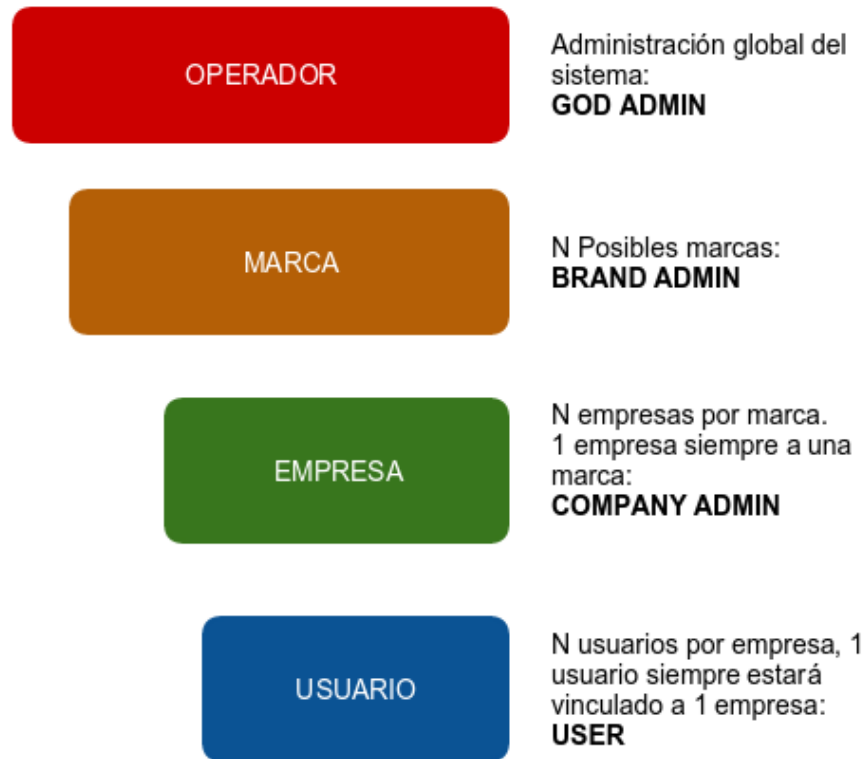 OPERADOR
Administración global del
sistema:
GOD ADMIN
MARCA
N Posibles marcas:
BRAND ADMIN
EMPRESA
N empresas por marca.
1 empresa siempre a una
marca:
COMPANY ADMIN
USUARIO
N usuarios por empresa, 1
usuario siempre estará
vinculado a 1 empresa:
USER